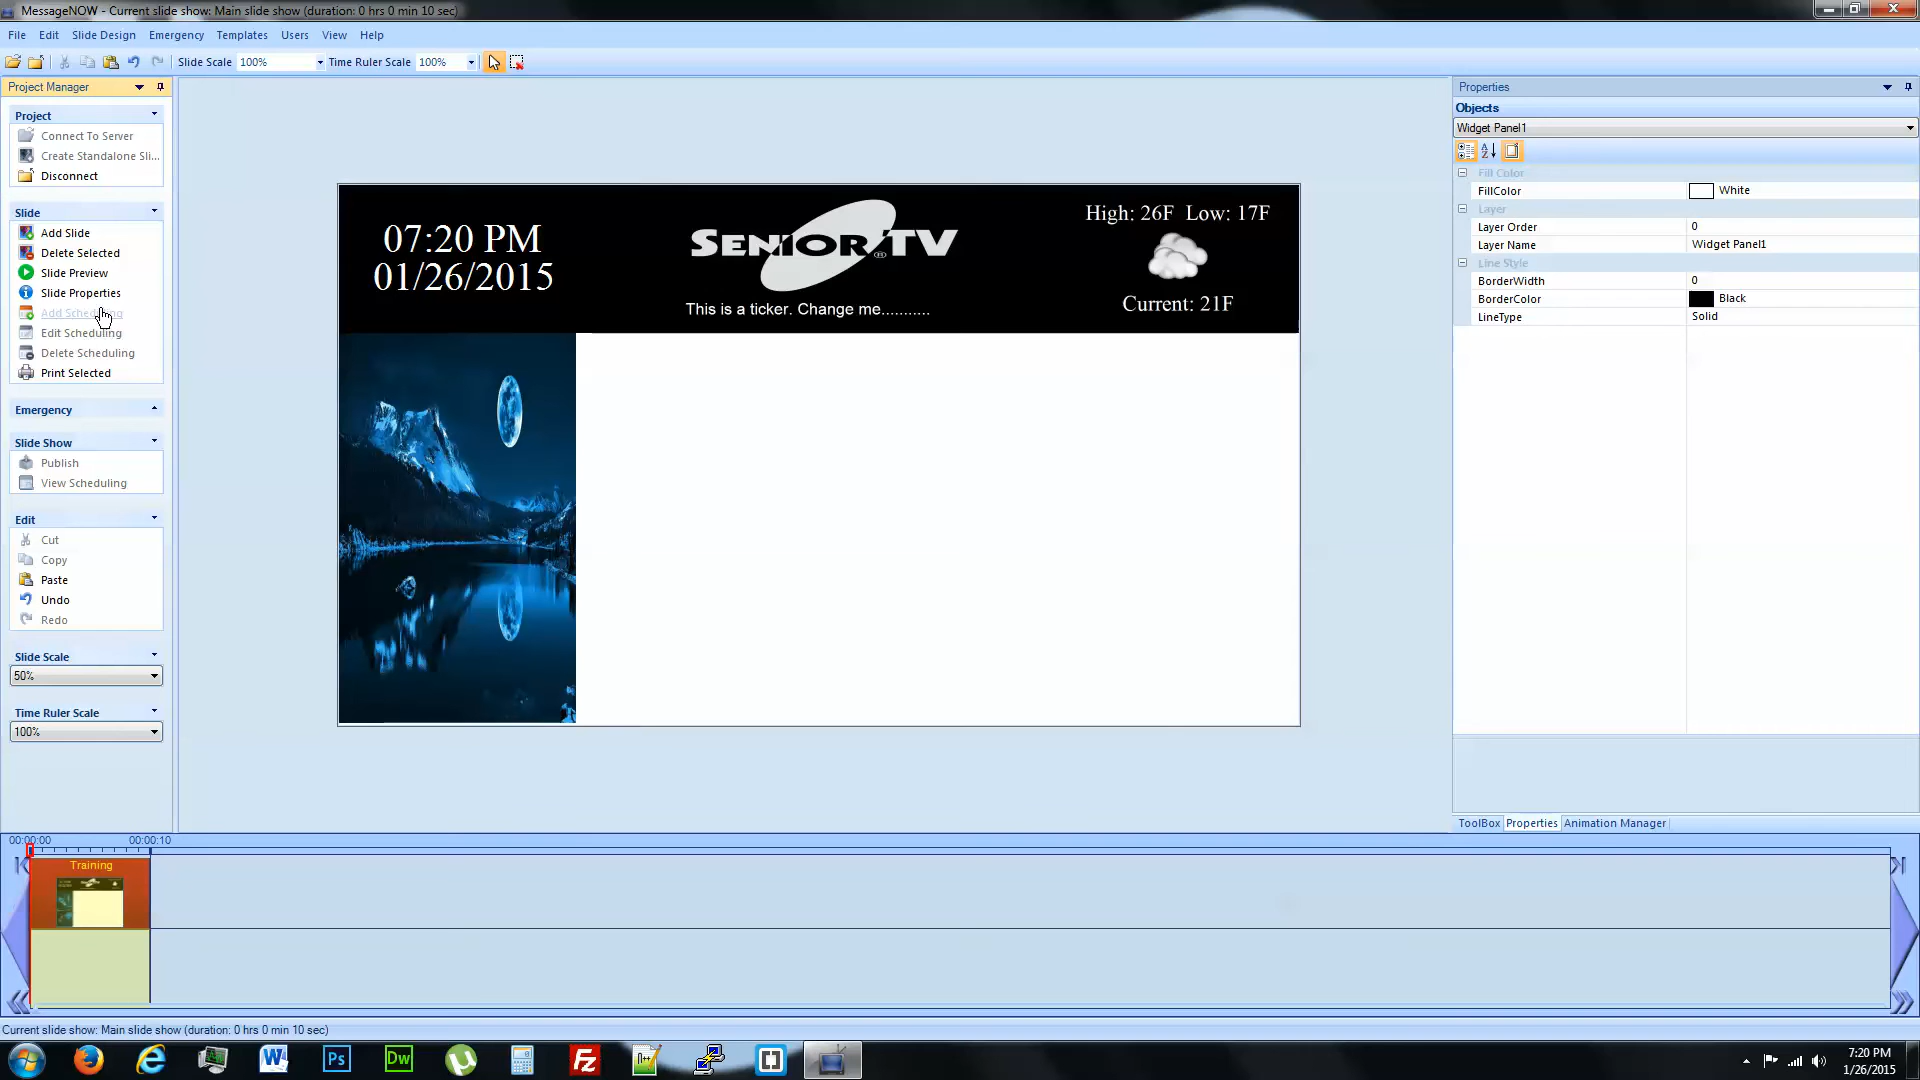 MessageNOW - Current slide show: Main slide show (duration: 0 hrs 0 min 10 sec)
File Edit Slide Design Emergency Templates Users View Help
Slide Scale 100% Time Ruler Scale 100%
Project Manager
Project
Connect To Server
Create Standalone Sli...
Disconnect
Slide
Add Slide
Delete Selected
Slide Preview
Slide Properties
Add Scheduling
Edit Scheduling
Delete Scheduling
Print Selected
Emergency
Slide Show
Publish
View Scheduling
Edit
Cut
Copy
Paste
Undo
Redo
Slide Scale
50%
Time Ruler Scale
100%
07:20 PM
01/26/2015
SENIOR TV
®
This is a ticker. Change me...........
High: 26F Low: 17F
Current: 21F
Properties
Objects
Widget Panel1
Fill Color
FillColor White
Layer
Layer Order 0
Layer Name Widget Panel1
Line Style
BorderWidth 0
BorderColor Black
LineType Solid
ToolBox Properties Animation Manager
00:00:00 00:00:10
Training
Current slide show: Main slide show (duration: 0 hrs 0 min 10 sec)
7:20 PM
1/26/2015